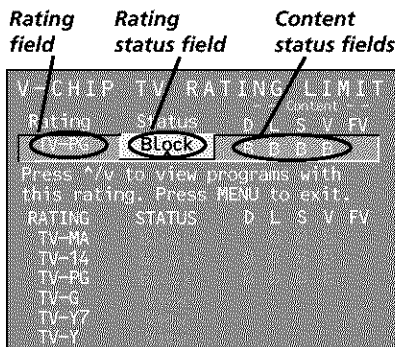 Rating field
Rating status field
Content status fields
V-CHIP TV RATING LIMIT
- - Content - -
Rating Status D L S V FV
TV-PG Block B B B B
Press ^/v to view programs with
this rating. Press MENU to exit.
RATING STATUS D L S V FV
TV-MA
TV-14
TV-PG
TV-G
TV-Y7
TV-Y